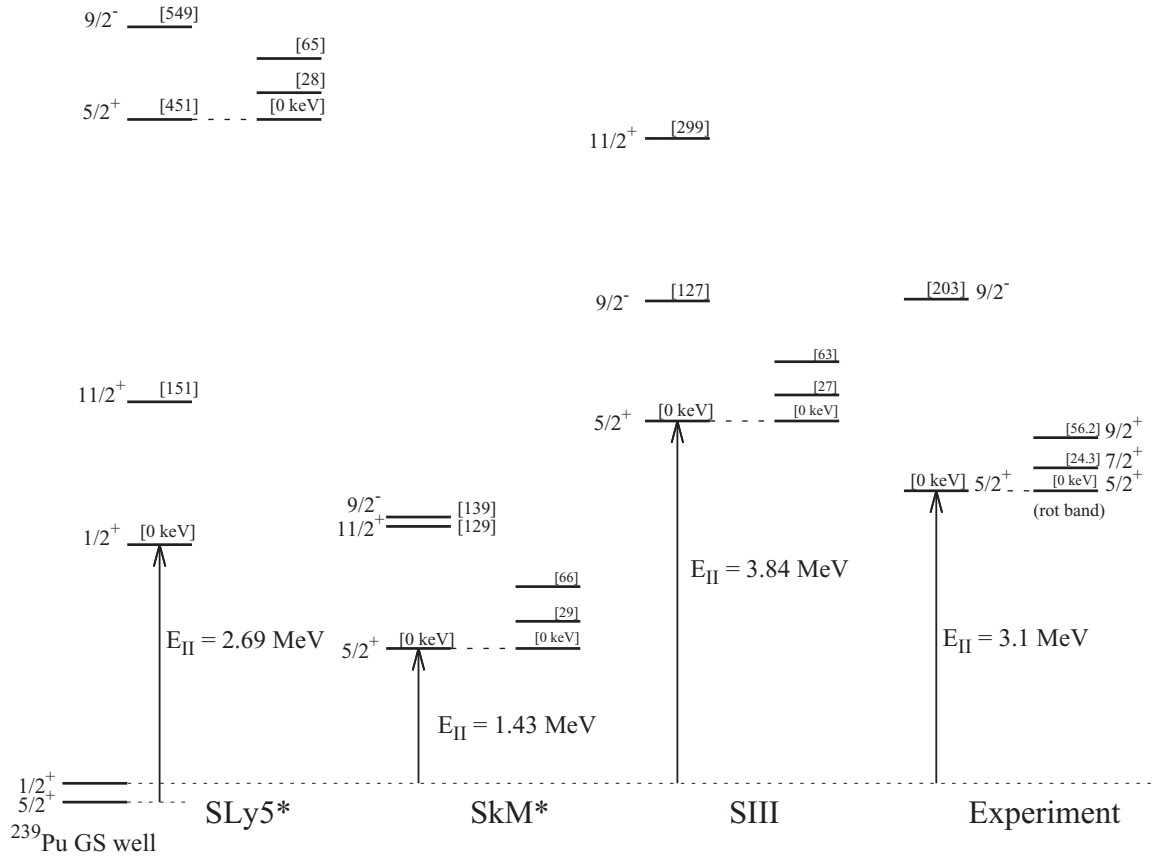 9/2⁻ [549]
[65]
[28]
5/2⁺ [451] [0 keV]
11/2⁺ [299]
9/2⁻ [127]
[203] 9/2⁻
[63]
11/2⁺ [151]
[27]
5/2⁺ [0 keV] [0 keV]
[56.2] 9/2⁺
[24.3] 7/2⁺
[0 keV] 5/2⁺ [0 keV] 5/2⁺
(rot band)
9/2⁻ [139]
11/2⁺ [129]
1/2⁺ [0 keV]
E_II = 3.84 MeV
[66]
[29]
5/2⁺ [0 keV] [0 keV]
E_II = 2.69 MeV
E_II = 3.1 MeV
E_II = 1.43 MeV
1/2⁺
5/2⁺
SLy5* SkM* SIII Experiment
²³⁹Pu GS well